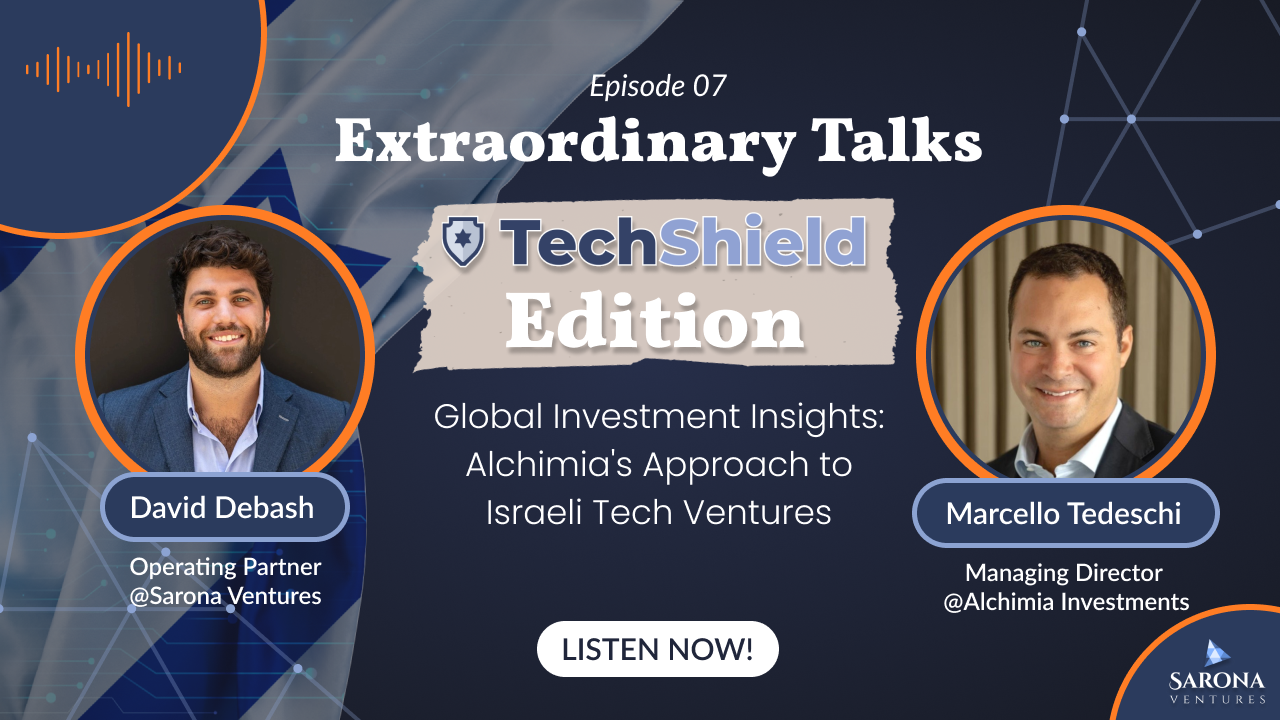 Episode 07
Extraordinary Talks
TechShield
Edition
Global Investment Insights:
Alchimia's Approach to
Israeli Tech Ventures
David Debash
Operating Partner
@Sarona Ventures
Marcello Tedeschi
Managing Director
@Alchimia Investments
LISTEN NOW!
SARONA
VENTURES